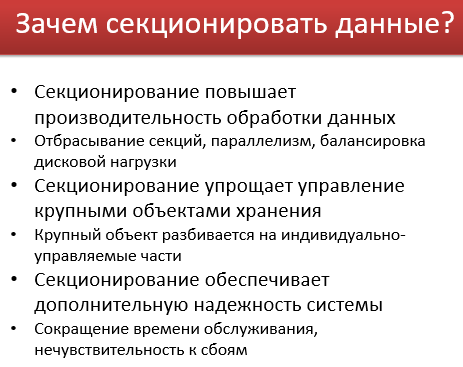 Зачем секционировать данные?
• Секционирование повышает
производительность обработки данных
• Отбрасывание секций, параллелизм, балансировка
дисковой нагрузки
• Секционирование упрощает управление
крупными объектами хранения
• Крупный объект разбивается на индивидуально-
управляемые части
• Секционирование обеспечивает
дополнительную надежность системы
• Сокращение времени обслуживания,
нечувствительность к сбоям